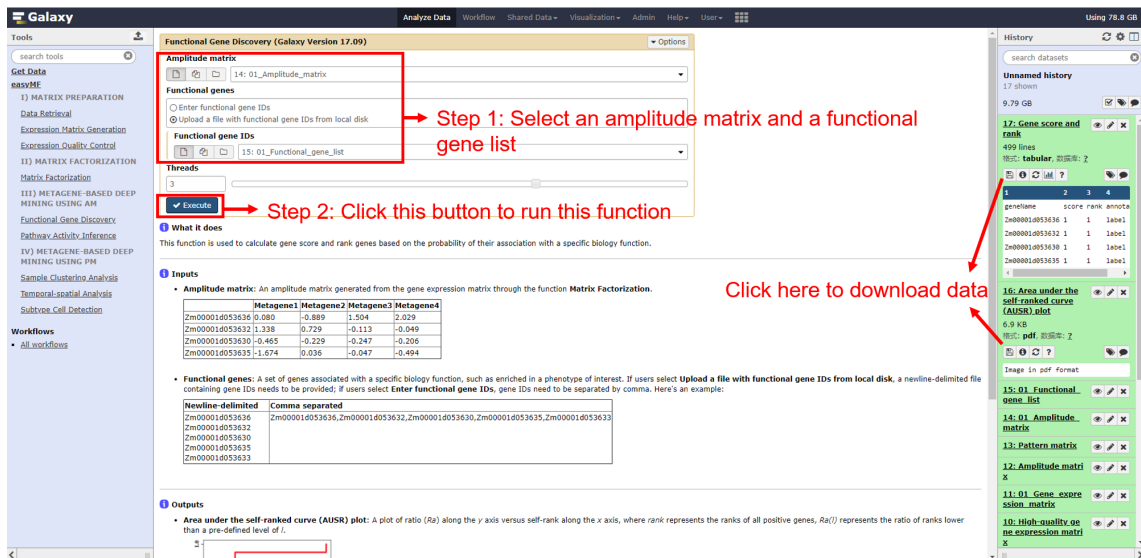 Galaxy
Analyze Data Workflow Shared Data Visualization Admin Help User
Using 78.8 GB
Tools
search tools
Get Data
easyMF
I) MATRIX PREPARATION
Data Retrieval
Expression Matrix Generation
Expression Quality Control
II) MATRIX FACTORIZATION
Matrix Factorization
III) METAGENE-BASED DEEP
MINING USING AM
Functional Gene Discovery
Pathway Activity Inference
IV) METAGENE-BASED DEEP
MINING USING PM
Sample Clustering Analysis
Temporal-spatial Analysis
Subtype Cell Detection
Workflows
All workflows
Functional Gene Discovery (Galaxy Version 17.09)
Options
Amplitude matrix
14: 01_Amplitude_matrix
Functional genes
Enter functional gene IDs
Upload a file with functional gene IDs from local disk
Functional gene IDs
15: 01_Functional_gene_list
Threads
3
Execute
Step 1: Select an amplitude matrix and a functional
gene list
Step 2: Click this button to run this function
What it does
This function is used to calculate gene score and rank genes based on the probability of their association with a specific biology function.
Inputs
• Amplitude matrix: An amplitude matrix generated from the gene expression matrix through the function Matrix Factorization.
Metagene1 Metagene2 Metagene3 Metagene4
Zm00001d053636 0.080 -0.889 1.504 2.029
Zm00001d053632 1.338 0.729 -0.113 -0.049
Zm00001d053630 -0.465 -0.229 -0.247 -0.206
Zm00001d053635 -1.674 0.036 -0.047 -0.494
Click here to download data
• Functional genes: A set of genes associated with a specific biology function, such as enriched in a phenotype of interest. If users select Upload a file with functional gene IDs from local disk, a newline-delimited file
containing gene IDs needs to be provided; if users select Enter functional gene IDs, gene IDs need to be separated by comma. Here's an example:
Newline-delimited Comma separated
Zm00001d053636 Zm00001d053636,Zm00001d053632,Zm00001d053630,Zm00001d053635,Zm00001d053633
Zm00001d053632
Zm00001d053630
Zm00001d053635
Zm00001d053633
Outputs
• Area under the self-ranked curve (AUSR) plot: A plot of ratio (Ra) along the y axis versus self-rank along the x axis, where rank represents the ranks of all positive genes, Ra(l) represents the ratio of ranks lower
than a pre-defined level of l.
History
search datasets
Unnamed history
17 shown
9.79 GB
17: Gene score and
rank
499 lines
格式: tabular, 数据库: ?
1 2 3 4
geneName score rank annota
Zm00001d053636 1 1 label
Zm00001d053632 1 1 label
Zm00001d053630 1 1 label
Zm00001d053635 1 1 label
16: Area under the
self-ranked curve
(AUSR) plot
6.9 KB
格式: pdf, 数据库: ?
Image in pdf format
15: 01_Functional_
gene_list
14: 01_Amplitude_
matrix
13: Pattern matrix
12: Amplitude matri
x
11: 01_Gene_expre
ssion_matrix
10: High-quality ge
ne expression matri
x